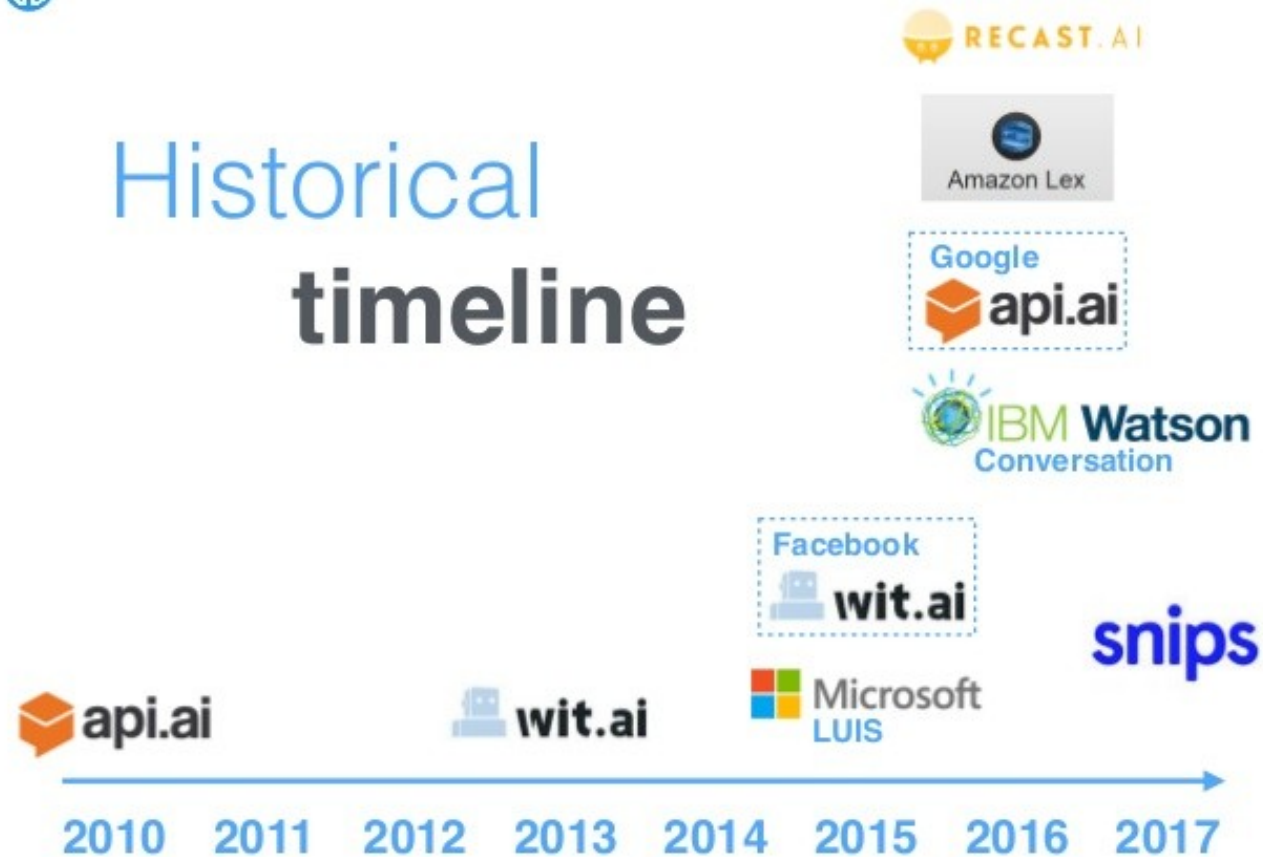 RECAST.AI
Amazon Lex
Historical
timeline
Google
api.ai
IBM Watson
Conversation
Facebook
wit.ai
snips
api.ai
wit.ai
Microsoft
LUIS
2010 2011 2012 2013 2014 2015 2016 2017